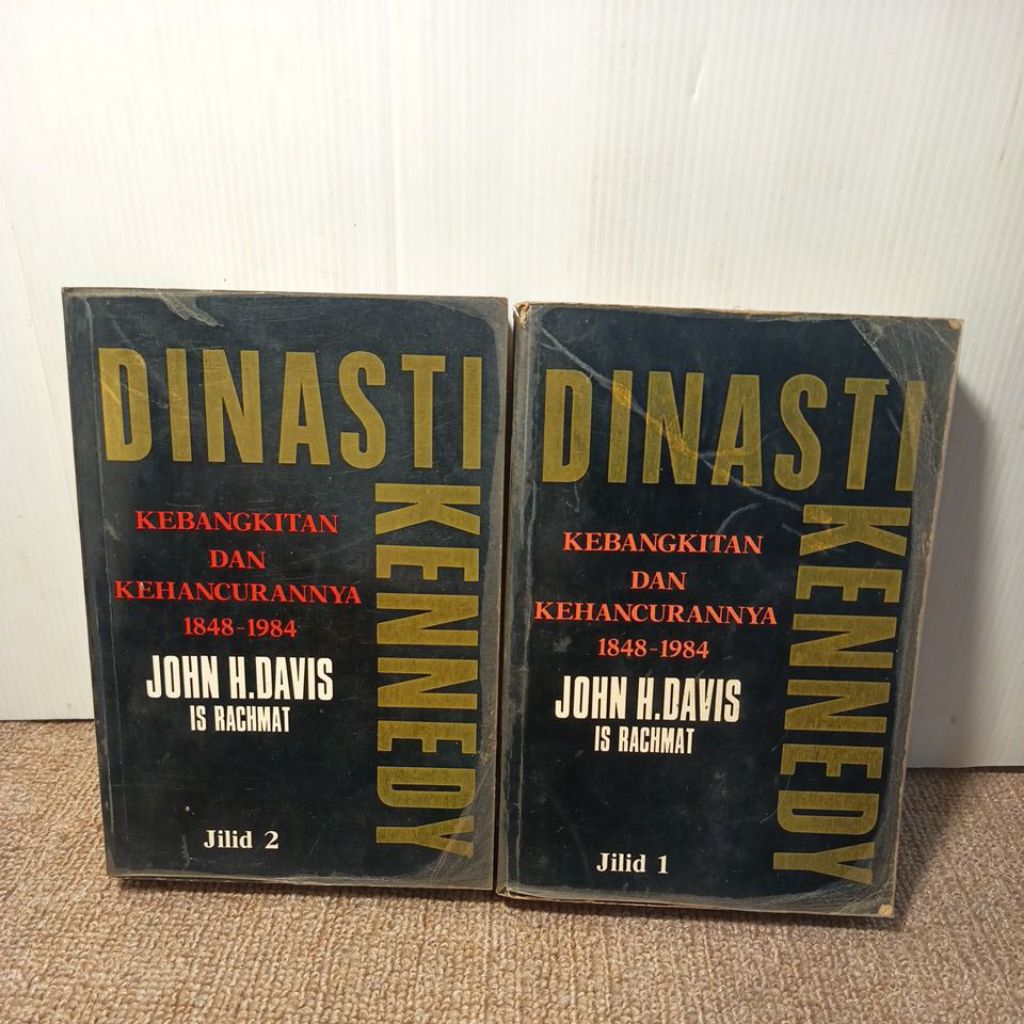 DINASTI
KENNEDY
KEBANGKITAN
DAN
KEHANCURANNYA
1848-1984
JOHN H.DAVIS
IS RACHMAT
Jilid 2
DINASTI
KENNEDY
KEBANGKITAN
DAN
KEHANCURANNYA
1848-1984
JOHN H.DAVIS
IS RACHMAT
Jilid 1